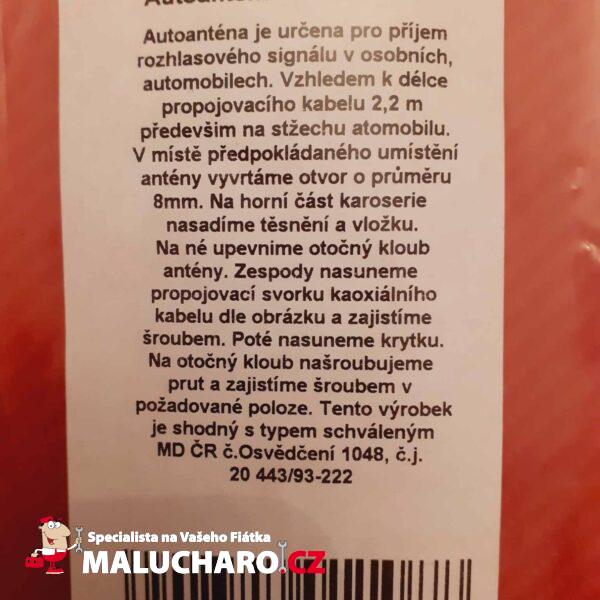 Autoanténa je určena pro příjem
rozhlasového signálu v osobních,
automobilech. Vzhledem k délce
propojovacího kabelu 2,2 m
předevšim na stžechu atomobilu.
V místě předpokládaného umístění
antény vyvrtáme otvor o průměru
8mm. Na horní část karoserie
nasadíme těsnění a vložku.
Na né upevnime otočný kloub
antény. Zespody nasuneme
propojovací svorku kaoxiálního
kabelu dle obrázku a zajistíme
šroubem. Poté nasuneme krytku.
Na otočný kloub našroubujeme
prut a zajistíme šroubem v
požadované poloze. Tento výrobek
je shodný s typem schváleným
MD ČR č.Osvědčení 1048, č.j.
20 443/93-222
Specialista na Vašeho Fiátka
MALUCHARO.CZ